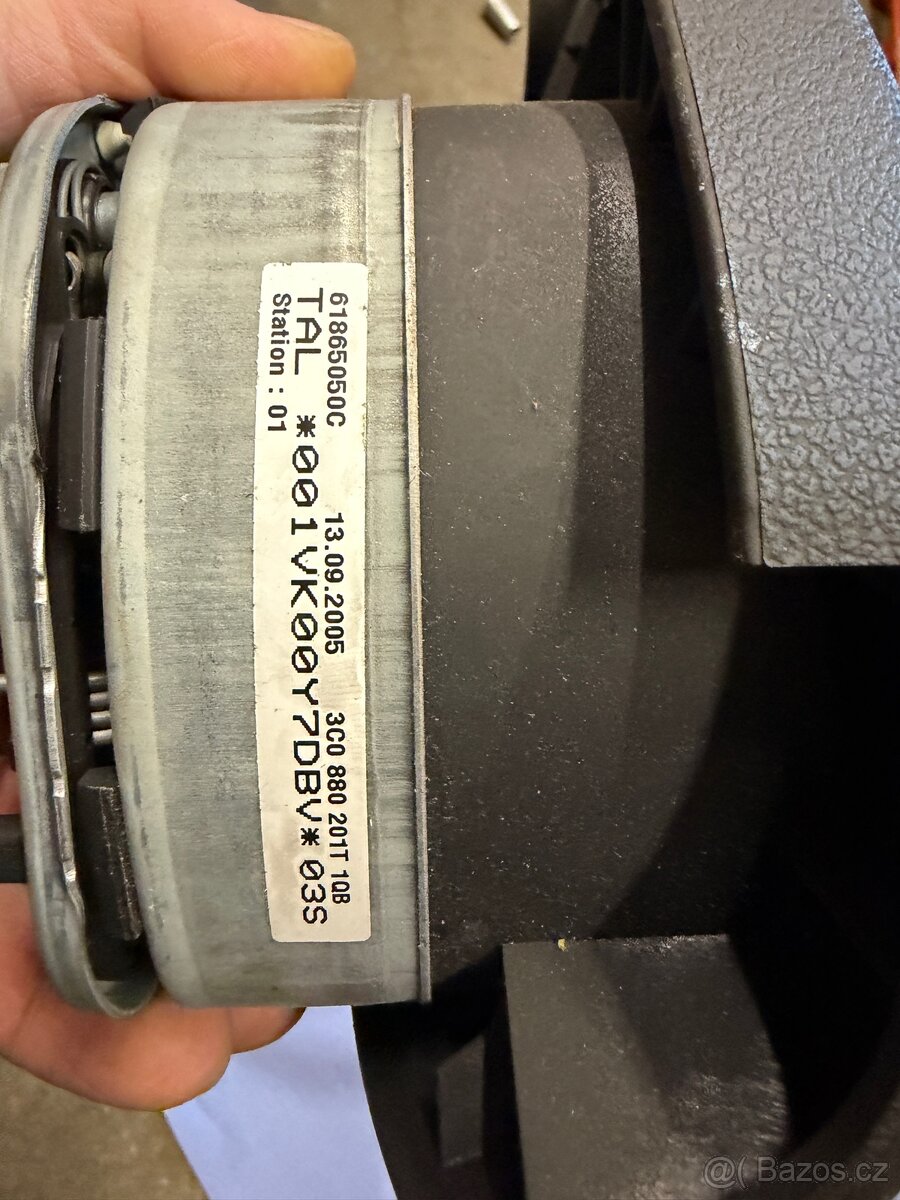 61865050C 13.09.2005 3C0 880 201T 1QB
TAL *001VK00Y7DBV* 03S
Station : 01
@( Bazos.cz